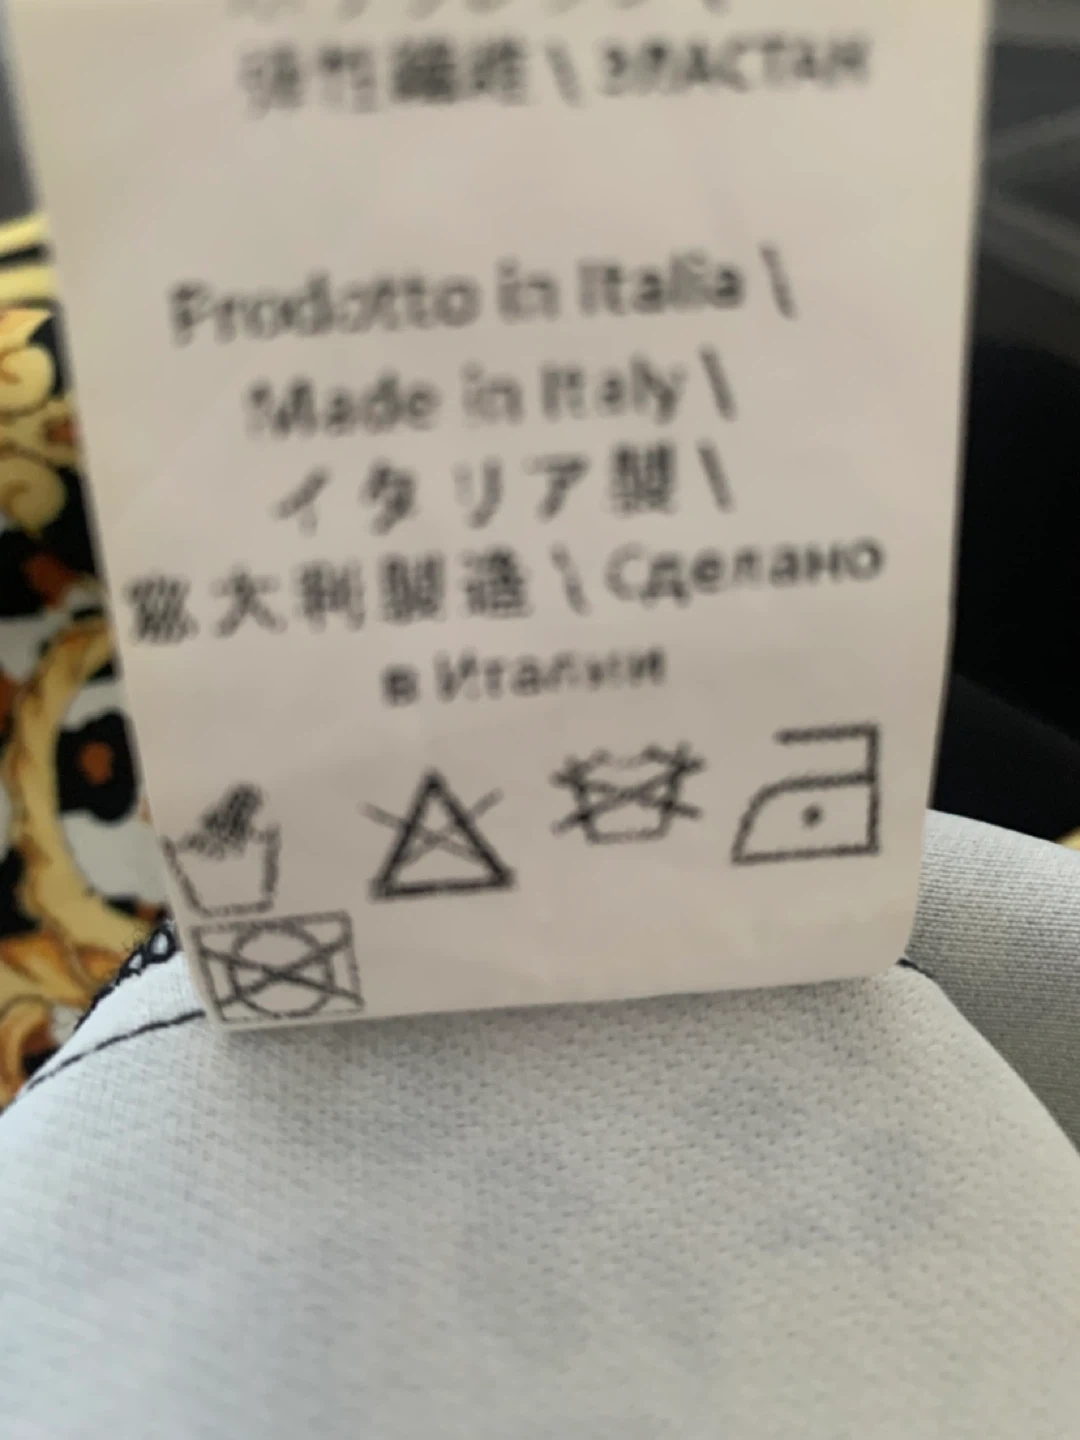 弹性纖維 \ ЭЛАСТАН
Prodotto in Italia \
Made in Italy \
イタリア製 \
意大利製造 \ Сделано
в Италии